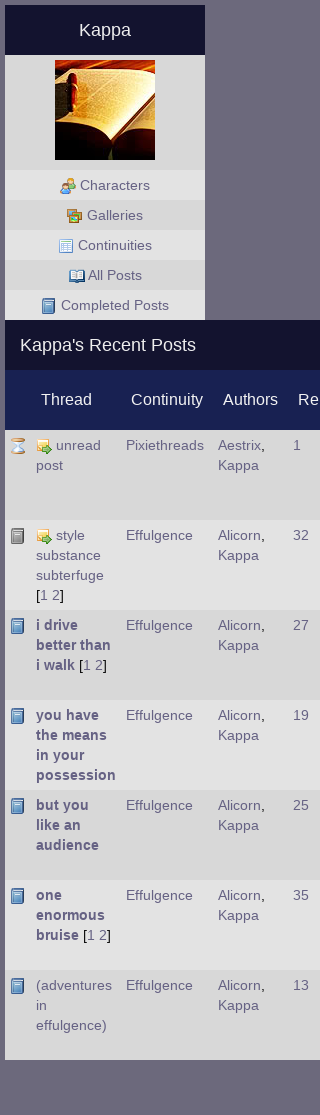 Kappa
Characters
Galleries
Continuities
All Posts
Completed Posts
Kappa's Recent Posts
Thread Continuity Authors Re
unread Pixiethreads Aestrix, 1
post Kappa
style Effulgence Alicorn, 32
substance Kappa
subterfuge
[1 2]
i drive Effulgence Alicorn, 27
better than Kappa
i walk [1 2]
you have Effulgence Alicorn, 19
the means Kappa
in your
possession
but you Effulgence Alicorn, 25
like an Kappa
audience
one Effulgence Alicorn, 35
enormous Kappa
bruise [1 2]
(adventures Effulgence Alicorn, 13
in Kappa
effulgence)